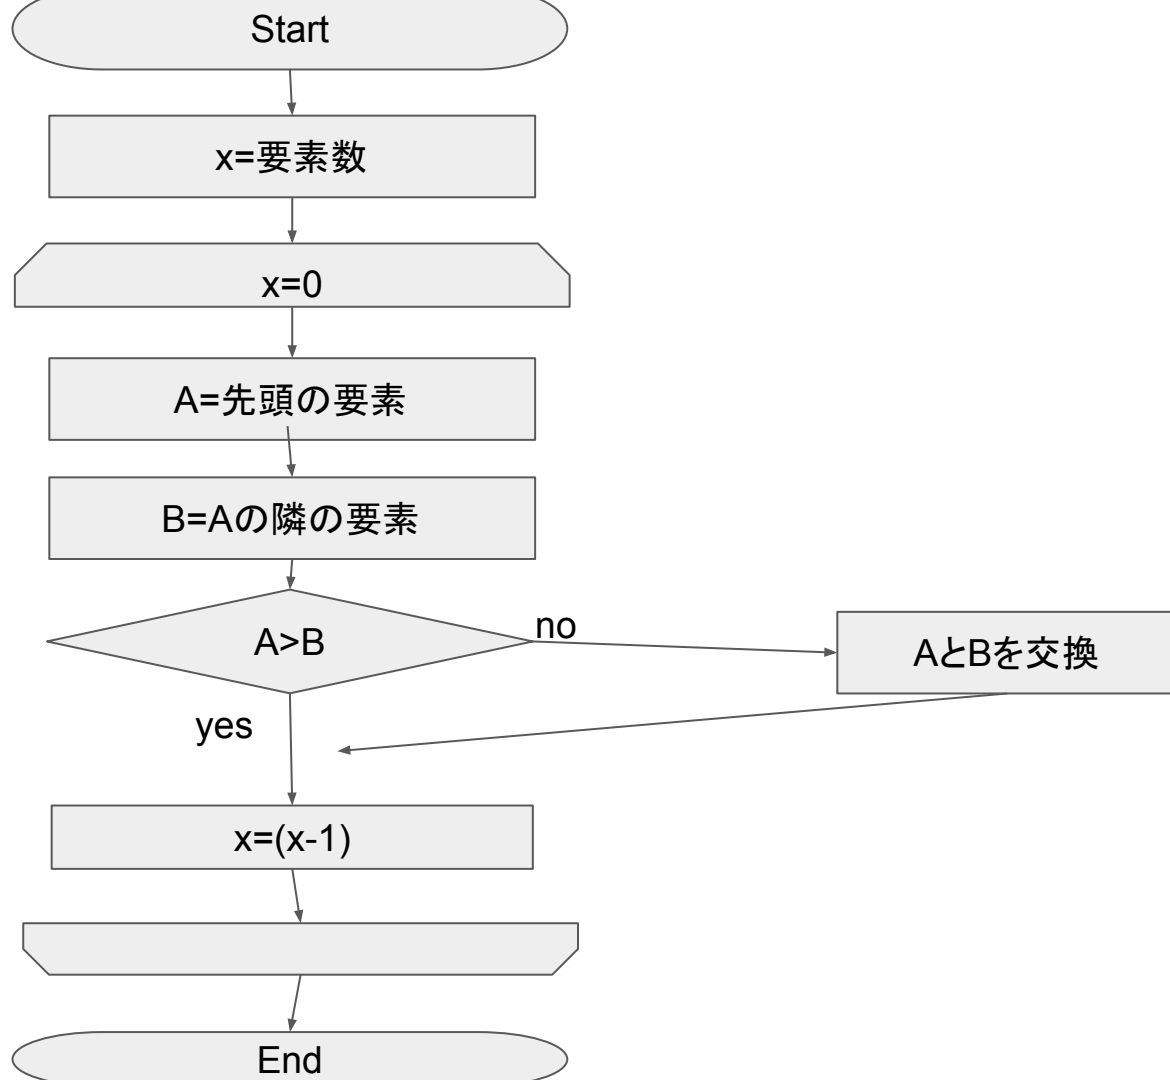 Start
x=要素数
x=0
A=先頭の要素
B=Aの隣の要素
A>B
no
AとBを交換
yes
x=(x-1)
End